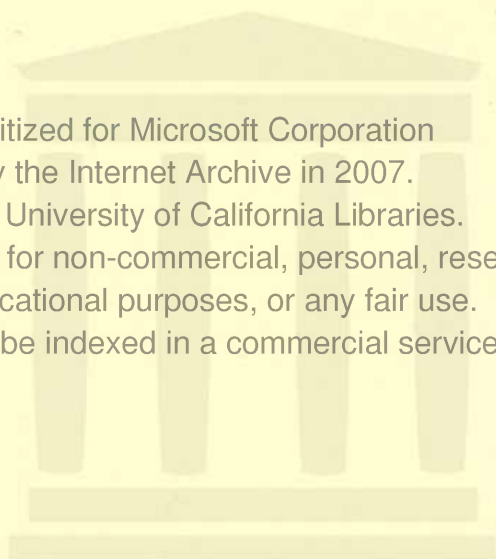 itized for Microsoft Corporation
y the Internet Archive in 2007.
University of California Libraries.
for non-commercial, personal, rese
cational purposes, or any fair use.
be indexed in a commercial service